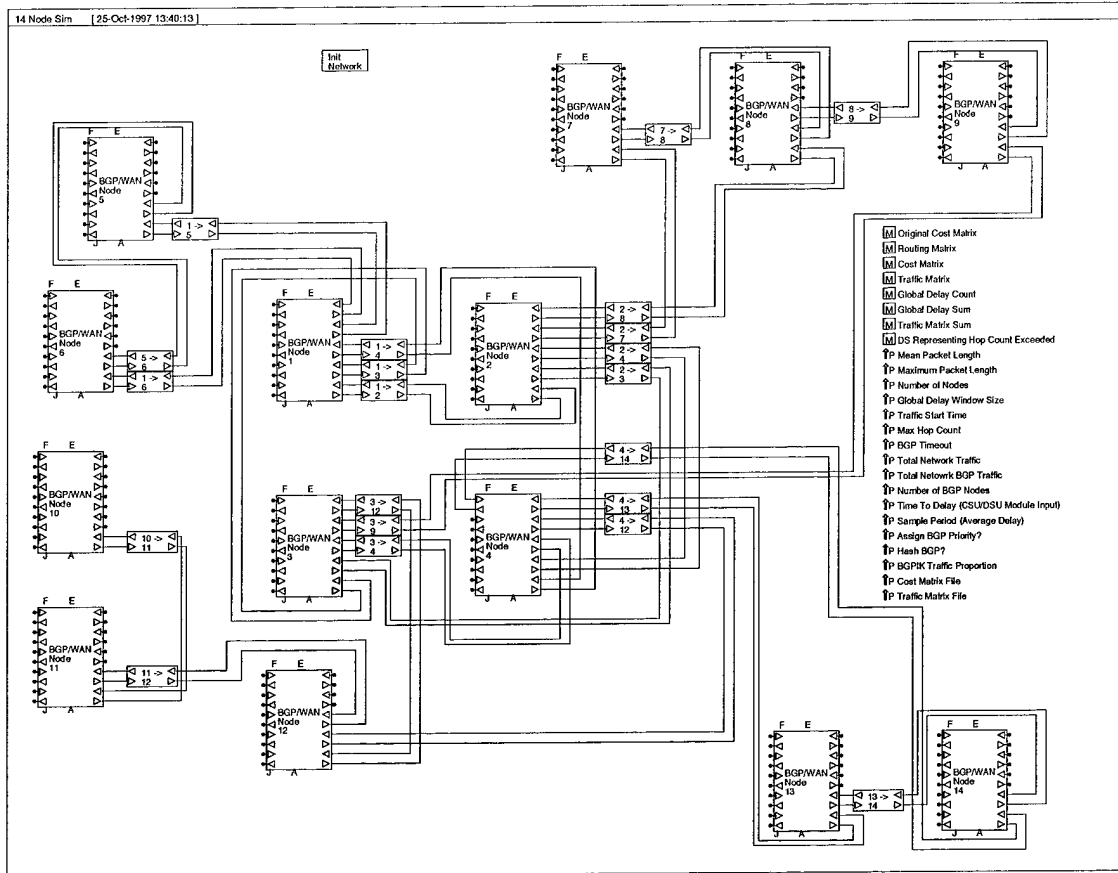 14 Node Sim [25-Oct-1997 13:40:13]
Init
Network
F E
BGP/WAN
Node
7
J A
7 ->
8
F E
BGP/WAN
Node
8
J A
8 ->
9
F E
BGP/WAN
Node
9
J A
F E
BGP/WAN
Node
5
J A
1 ->
5
F E
BGP/WAN
Node
6
J A
5 ->
6
1 ->
6
F E
BGP/WAN
Node
1
J A
1 ->
4
1 ->
3
1 ->
2
F E
BGP/WAN
Node
2
J A
2 ->
8
2 ->
7
2 ->
4
2 ->
3
M Original Cost Matrix
M Routing Matrix
M Cost Matrix
M Traffic Matrix
M Global Delay Count
M Global Delay Sum
M Traffic Matrix Sum
M DS Representing Hop Count Exceeded
↑P Mean Packet Length
↑P Maximum Packet Length
↑P Number of Nodes
↑P Global Delay Window Size
↑P Traffic Start Time
↑P Max Hop Count
↑P BGP Timeout
↑P Total Network Traffic
↑P Total Netowrk BGP Traffic
↑P Number of BGP Nodes
↑P Time To Delay (CSU/DSU Module Input)
↑P Sample Period (Average Delay)
↑P Assign BGP Priority?
↑P Hash BGP?
↑P BGPtK Traffic Proportion
↑P Cost Matrix File
↑P Traffic Matrix File
F E
BGP/WAN
Node
10
J A
10 ->
11
F E
BGP/WAN
Node
3
J A
3 ->
12
3 ->
9
3 ->
4
F E
BGP/WAN
Node
4
J A
4 ->
14
4 ->
13
4 ->
12
F E
BGP/WAN
Node
11
J A
11 ->
12
F E
BGP/WAN
Node
12
J A
F E
BGP/WAN
Node
13
J A
13 ->
14
F E
BGP/WAN
Node
14
J A